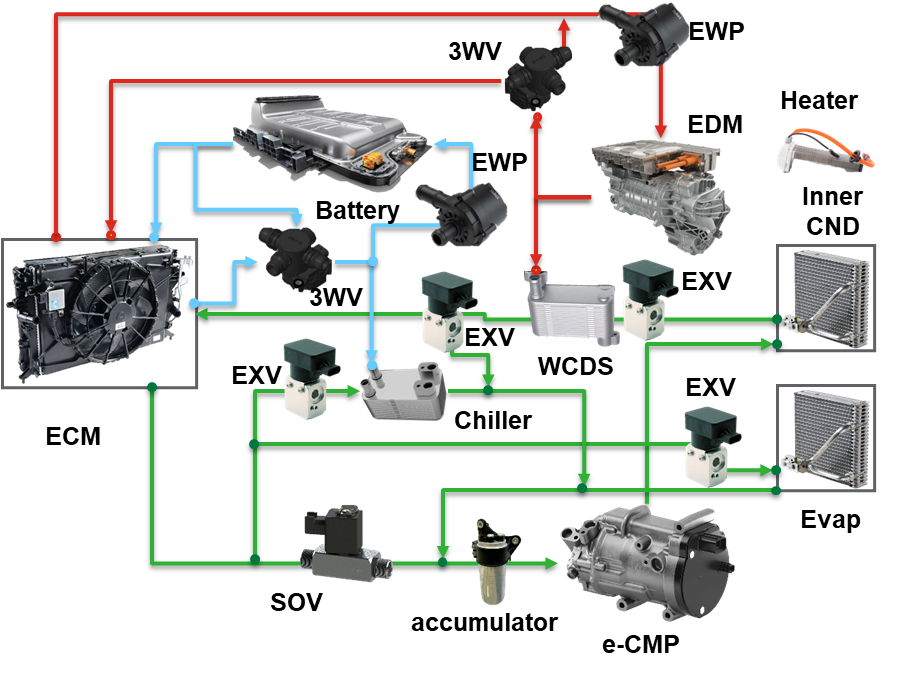 EWP
3WV
Heater
EDM
EWP
Inner
CND
Battery
EXV
3WV
EXV
WCDS
EXV
EXV
Chiller
ECM
Evap
SOV
accumulator
e-CMP